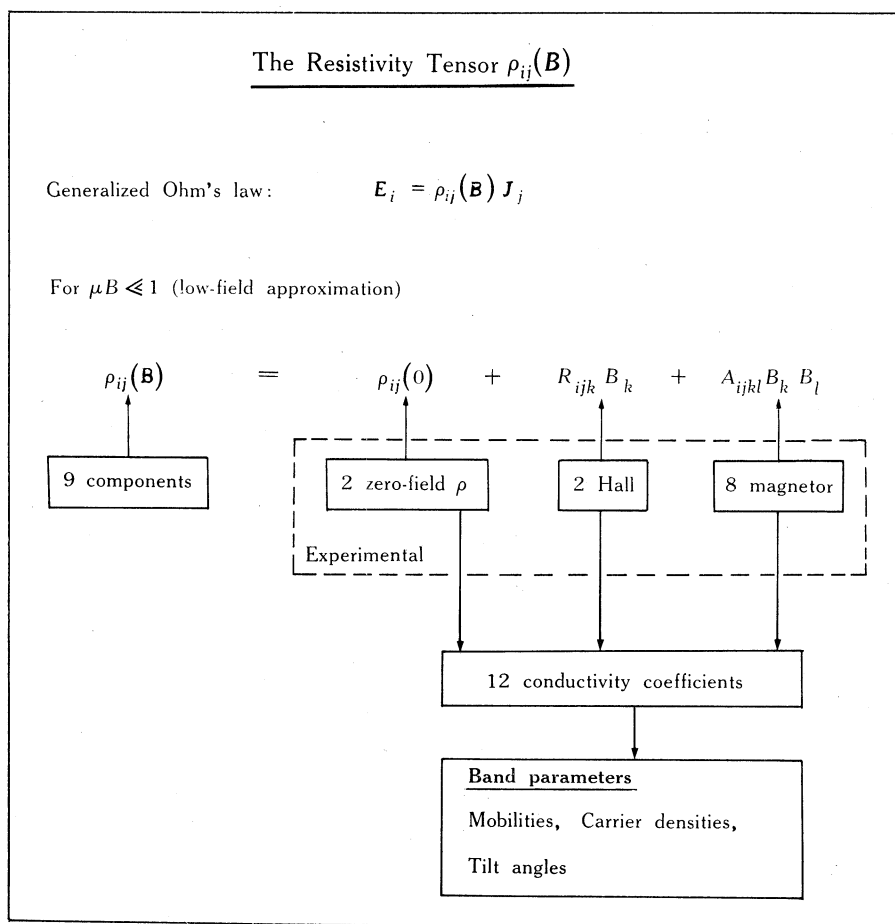 The Resistivity Tensor ρij(B)
Generalized Ohm's law: Ei = ρij(B) Jj
For μB ≪ 1 (low-field approximation)
ρij(B) = ρij(0) + Rijk Bk + Aijkl Bk Bl
9 components 2 zero-field ρ 2 Hall 8 magnetor
Experimental
12 conductivity coefficients
Band parameters
Mobilities, Carrier densities,
Tilt angles